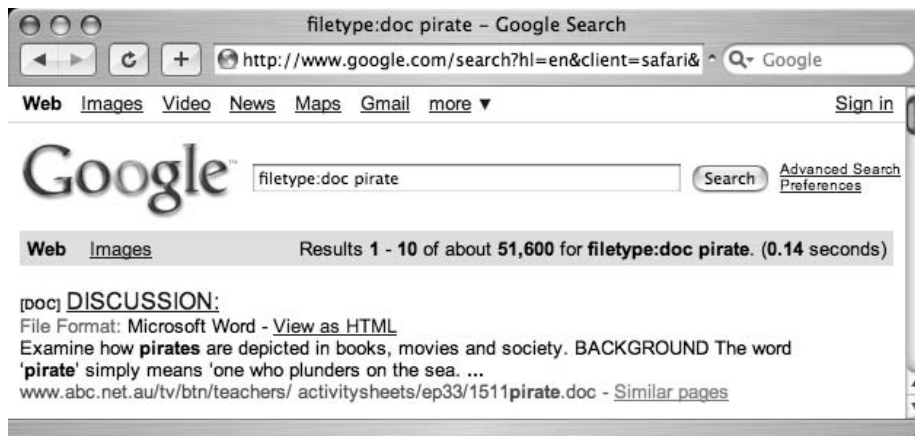 filetype:doc pirate – Google Search
http://www.google.com/search?hl=en&client=safari& Google
Web Images Video News Maps Gmail more ▼ Sign in
Google™ filetype:doc pirate Search Advanced Search
Preferences
Web Images Results 1 - 10 of about 51,600 for filetype:doc pirate. (0.14 seconds)
[DOC] DISCUSSION:
File Format: Microsoft Word - View as HTML
Examine how pirates are depicted in books, movies and society. BACKGROUND The word
'pirate' simply means 'one who plunders on the sea. ...
www.abc.net.au/tv/btn/teachers/ activitysheets/ep33/1511pirate.doc - Similar pages